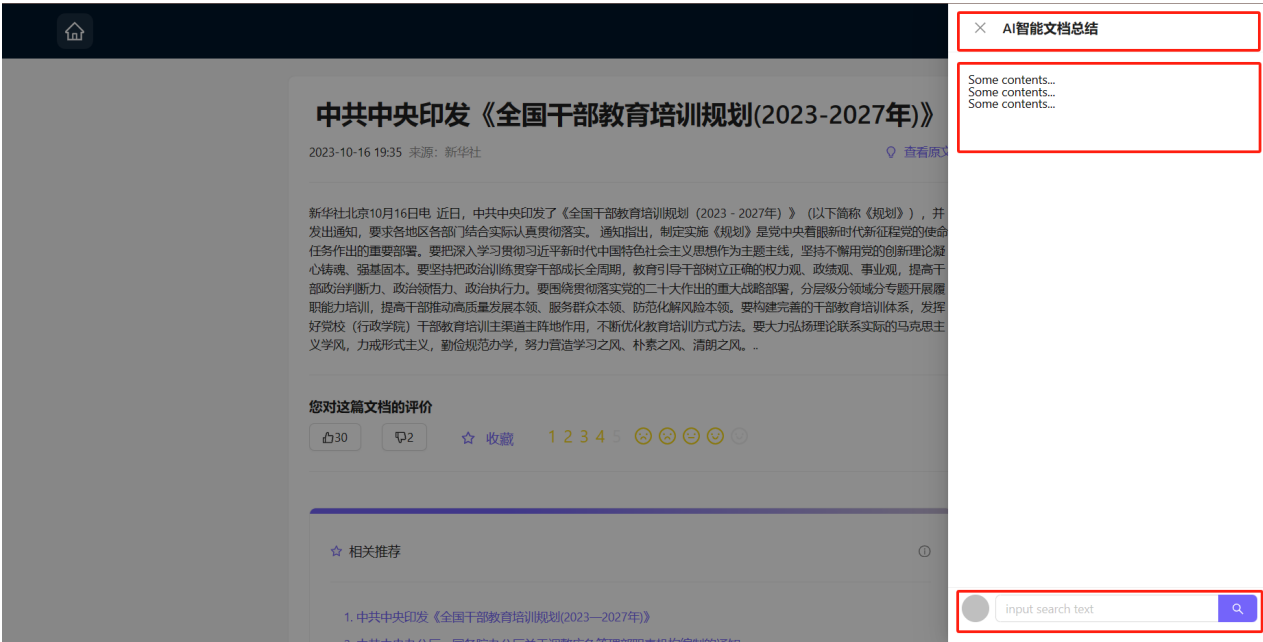 AI智能文档总结
Some contents...
Some contents...
Some contents...
中共中央印发《全国干部教育培训规划(2023-2027年)》
2023-10-16 19:35 来源：新华社
查看原文
新华社北京10月16日电 近日，中共中央印发了《全国干部教育培训规划（2023－2027年）》（以下简称《规划》），并
发出通知，要求各地区各部门结合实际认真贯彻落实。 通知指出，制定实施《规划》是党中央着眼新时代新征程党的使命
任务作出的重要部署。要把深入学习贯彻习近平新时代中国特色社会主义思想作为主题主线，坚持不懈用党的创新理论凝
心铸魂、强基固本。要坚持把政治训练贯穿干部成长全周期，教育引导干部树立正确的权力观、政绩观、事业观，提高干
部政治判断力、政治领悟力、政治执行力。要围绕贯彻落实党的二十大作出的重大战略部署，分层级分领域分专题开展履
职能力培训，提高干部推动高质量发展本领、服务群众本领、防范化解风险本领。要构建完善的干部教育培训体系，发挥
好党校（行政学院）干部教育培训主渠道主阵地作用，不断优化教育培训方式方法。要大力弘扬理论联系实际的马克思主
义学风，力戒形式主义，勤俭规范办学，努力营造学习之风、朴素之风、清朗之风。..
您对这篇文档的评价
30
2
收藏
1 2 3 4 5
相关推荐
1. 中共中央印发《全国干部教育培训规划(2023—2027年)》
input search text